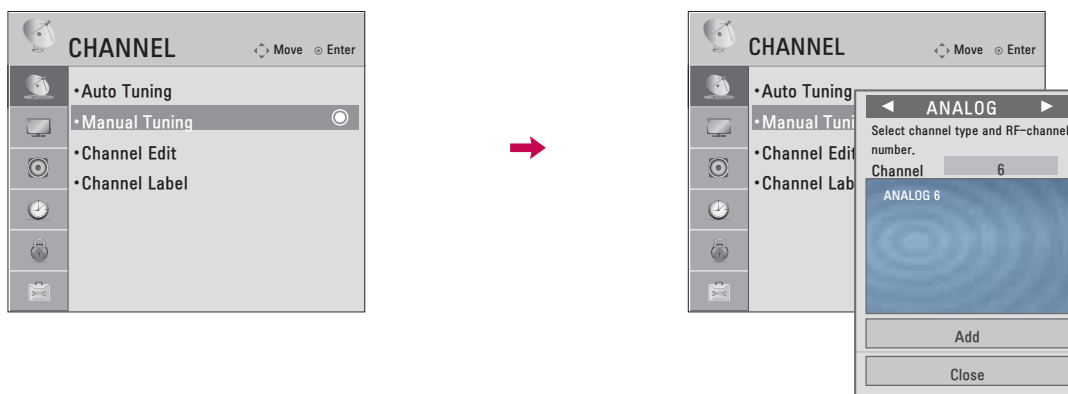 CHANNEL
Move
Enter
•Auto Tuning
•Manual Tuning
•Channel Edit
•Channel Label
CHANNEL
Move
Enter
•Auto Tuning
•Manual Tuni
•Channel Edit
•Channel Lab
◄ ANALOG ►
Select channel type and RF-channel
number.
Channel 6
ANALOG 6
Add
Close